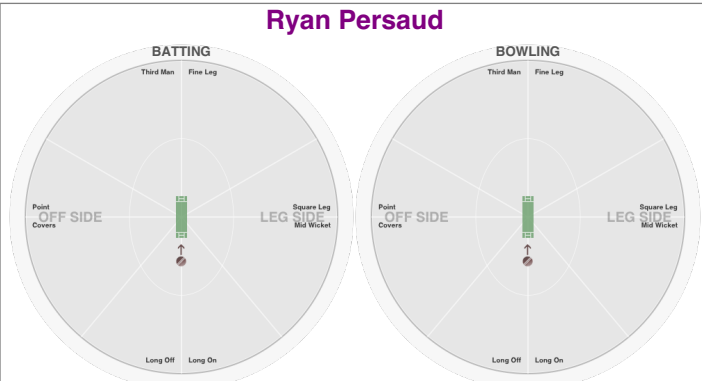 Ryan Persaud
BATTING
Third Man Fine Leg
Point
OFF SIDE
Covers
Square Leg
LEG SIDE
Mid Wicket
Long Off Long On
BOWLING
Third Man Fine Leg
Point
OFF SIDE
Covers
Square Leg
LEG SIDE
Mid Wicket
Long Off Long On